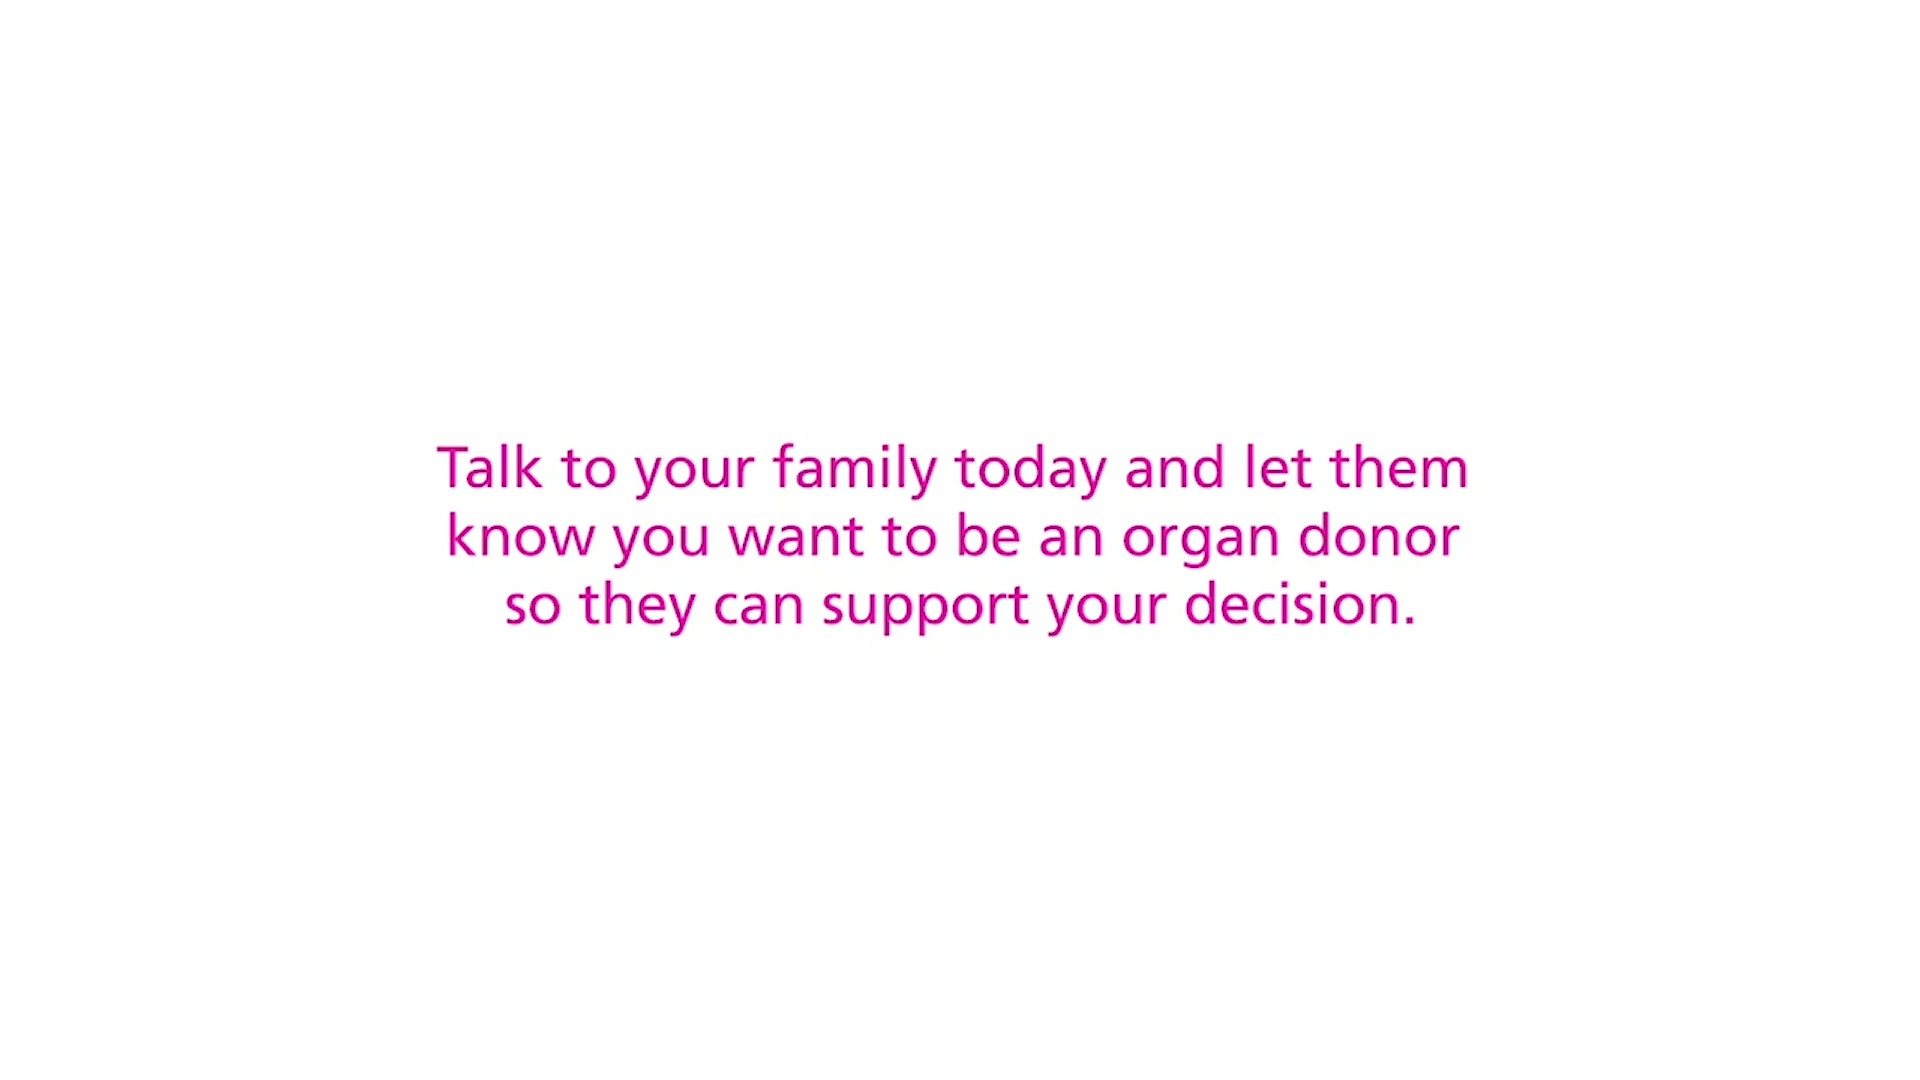 Talk to your family today and let them
know you want to be an organ donor
so they can support your decision.